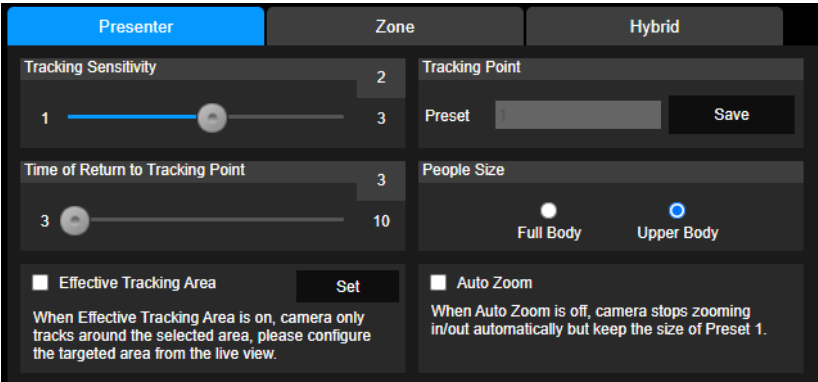 Presenter Zone Hybrid
Tracking Sensitivity 2
1 3
Tracking Point
Preset 1 Save
Time of Return to Tracking Point 3
3 10
People Size
Full Body Upper Body
Effective Tracking Area Set
When Effective Tracking Area is on, camera only
tracks around the selected area, please configure
the targeted area from the live view.
Auto Zoom
When Auto Zoom is off, camera stops zooming
in/out automatically but keep the size of Preset 1.